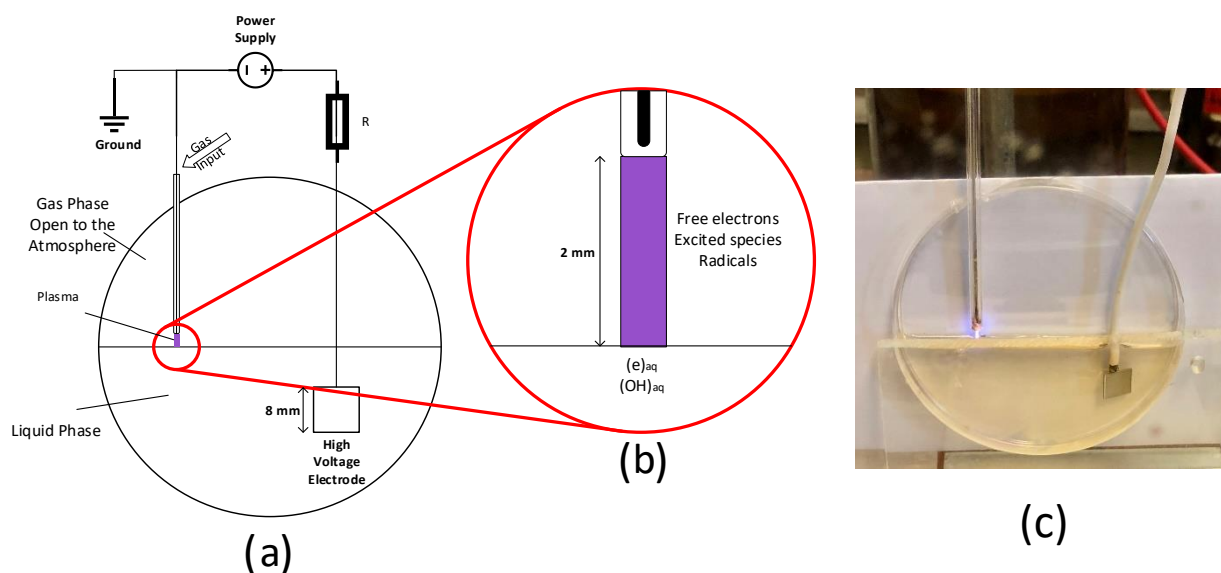 Power
Supply
Ground
R
Gas
Input
Gas Phase
Open to the
Atmosphere
Plasma
Liquid Phase
8 mm
High
Voltage
Electrode
(a)
2 mm
Free electrons
Excited species
Radicals
(e)aq
(OH)aq
(b)
(c)